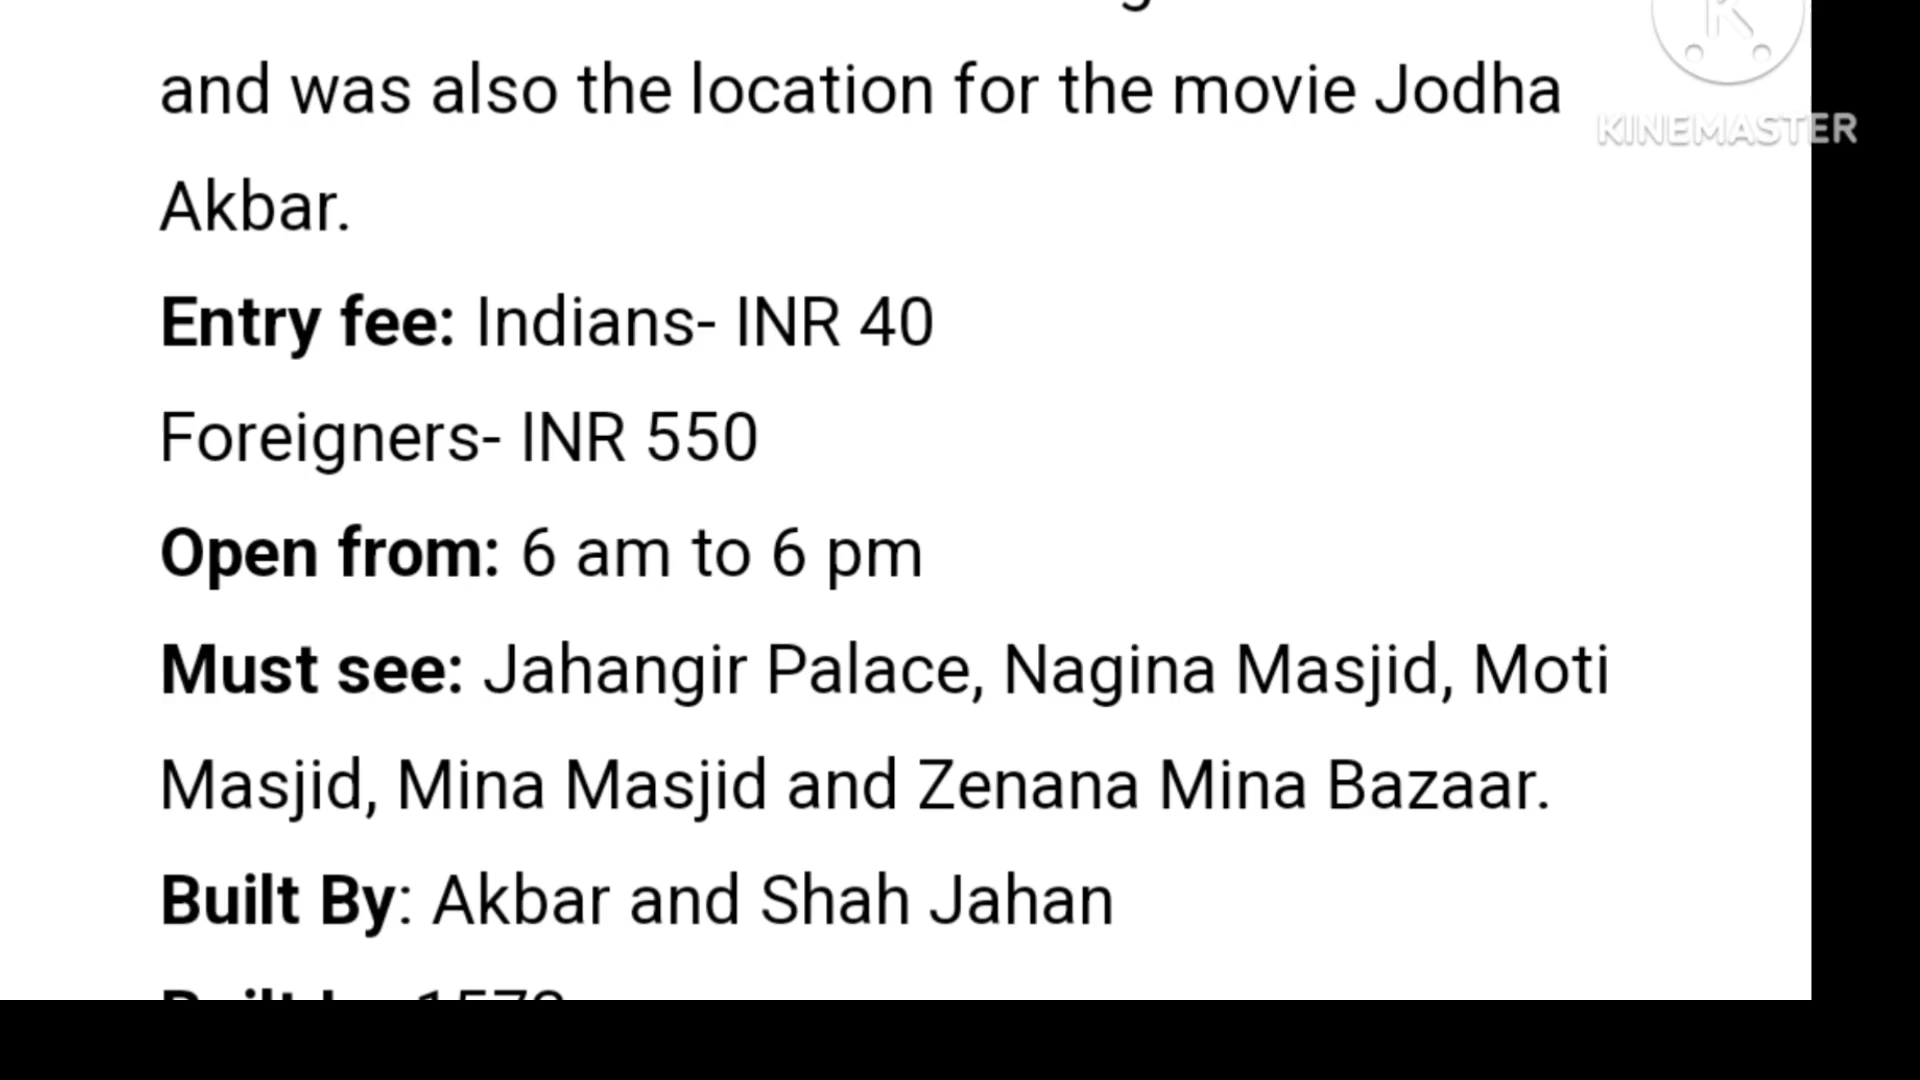 and was also the location for the movie Jodha
Akbar.
Entry fee: Indians- INR 40
Foreigners- INR 550
Open from: 6 am to 6 pm
Must see: Jahangir Palace, Nagina Masjid, Moti
Masjid, Mina Masjid and Zenana Mina Bazaar.
Built By: Akbar and Shah Jahan
K
KINEMASTER